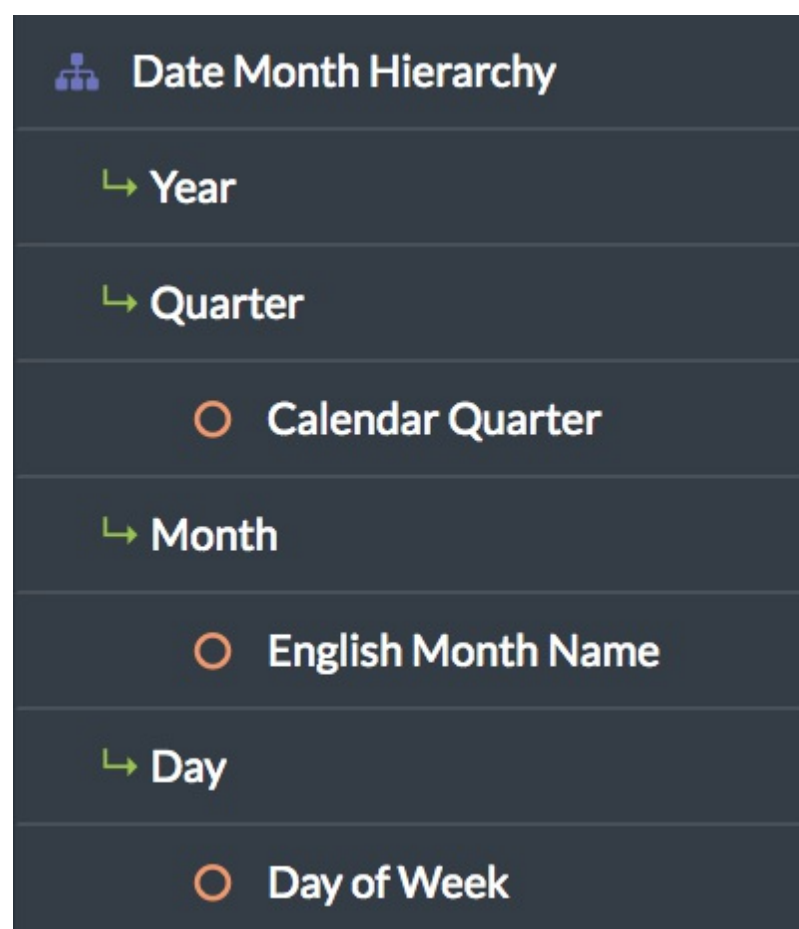 Date Month Hierarchy
Year
Quarter
Calendar Quarter
Month
English Month Name
Day
Day of Week